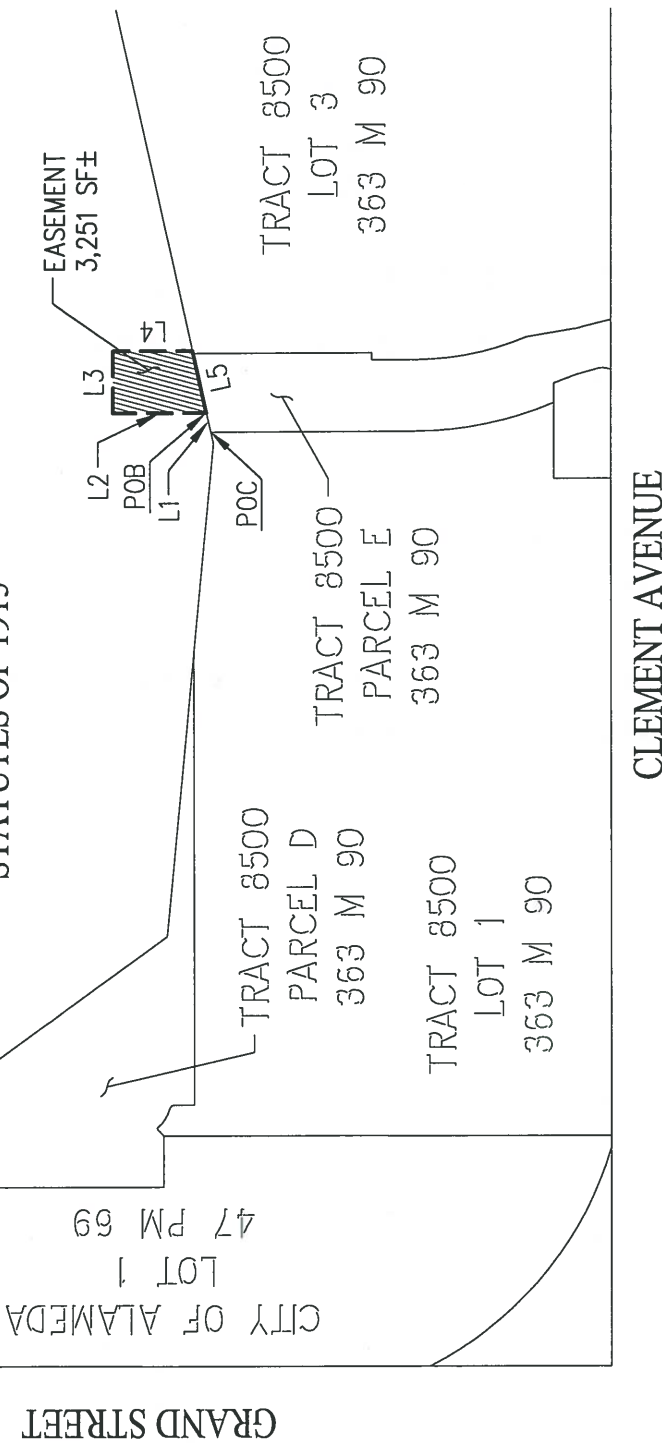 STATUTES OF 1913
EASEMENT
3,251 SF±
L3
L4
L2
POB
L1
L5
POC
TRACT 8500
LOT 3
363 M 90
TRACT 8500
PARCEL E
363 M 90
TRACT 8500
PARCEL D
363 M 90
TRACT 8500
LOT 1
363 M 90
CITY OF ALAMEDA
LOT 1
47 PM 69
GRAND STREET
CLEMENT AVENUE